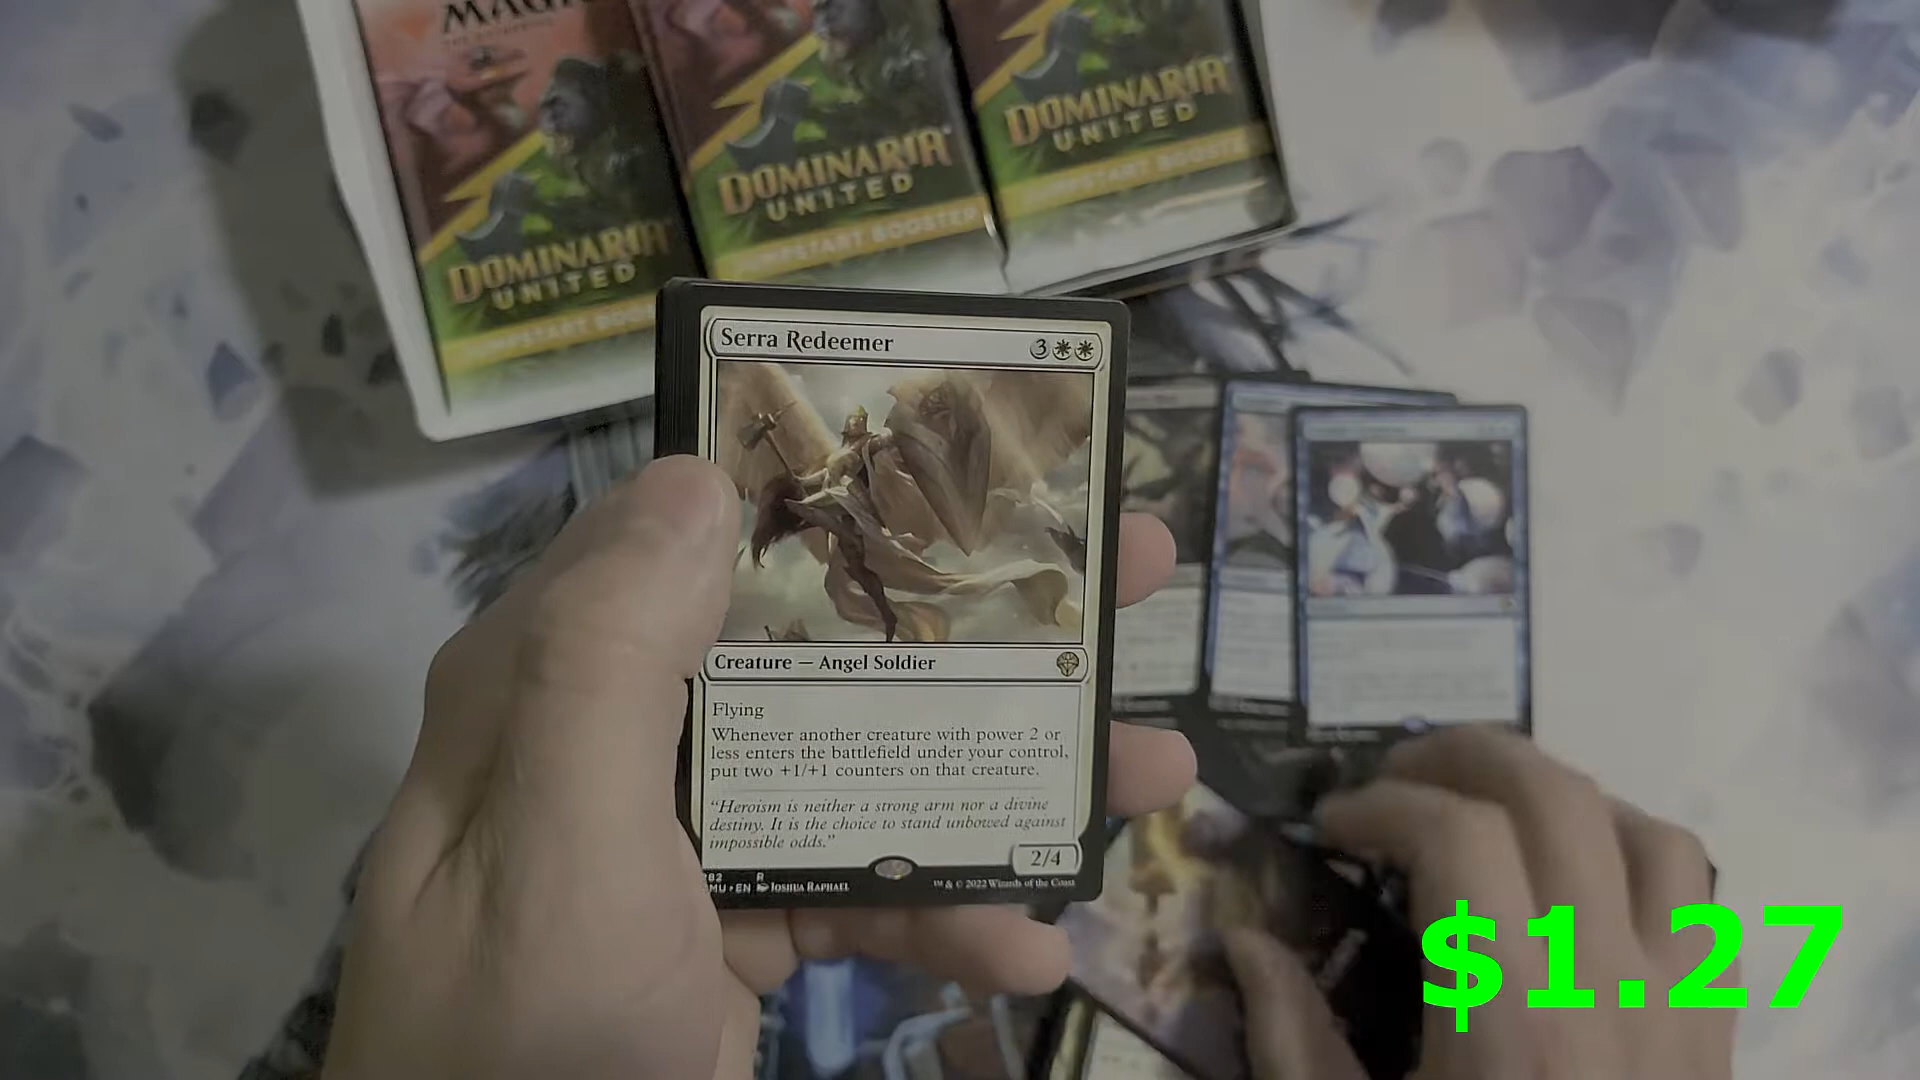 MAGIC
DOMINARIA
UNITED
DOMINARIA
UNITED
JUMPSTART BOOSTER
DOMINARIA
UNITED
JUMPSTART BOOSTER
Serra Redeemer
3
Creature — Angel Soldier
Flying
Whenever another creature with power 2 or
less enters the battlefield under your control,
put two +1/+1 counters on that creature.
"Heroism is neither a strong arm nor a divine
destiny. It is the choice to stand unbowed against
impossible odds."
2/4
R
MU • EN JOSHUA RAPHAEL
™ & © 2022 Wizards of the Coast
$1.27